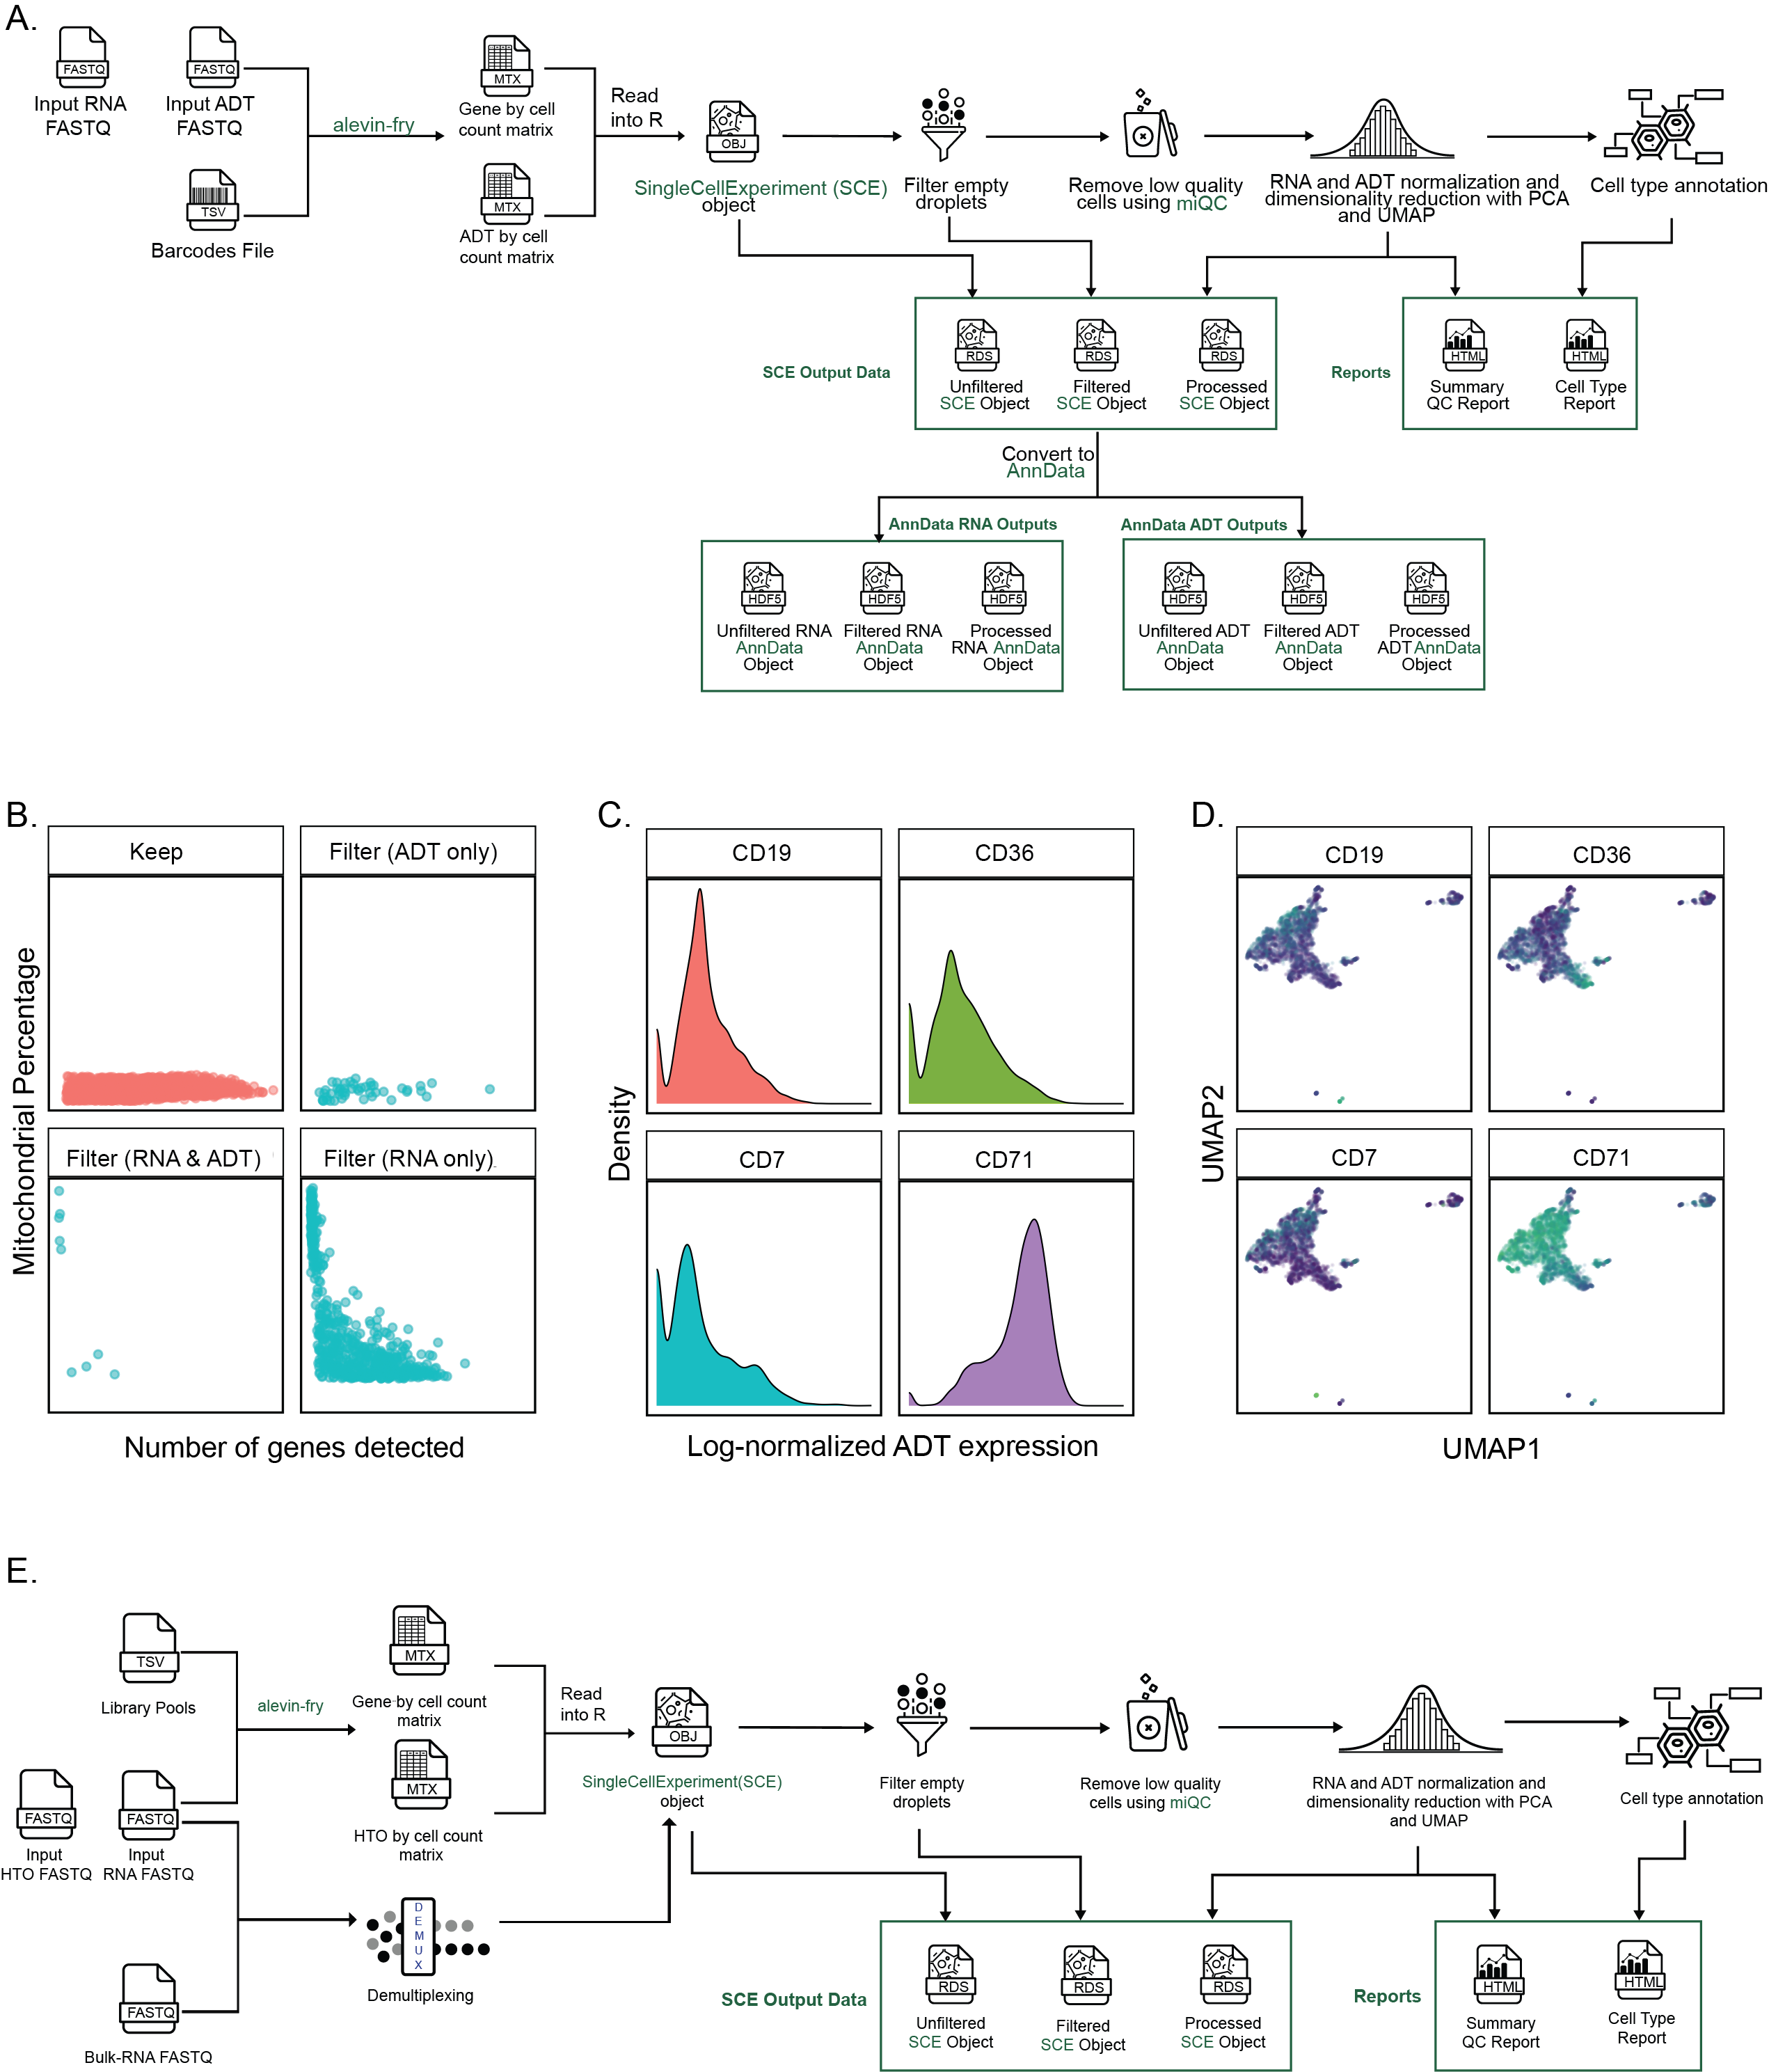 A.
FASTQ
Input RNA
FASTQ
FASTQ
Input ADT
FASTQ
TSV
Barcodes File
alevin-fry
MTX
Gene by cell
count matrix
MTX
ADT by cell
count matrix
Read
into R
OBJ
SingleCellExperiment (SCE)
object
Filter empty
droplets
Remove low quality
cells using miQC
RNA and ADT normalization and
dimensionality reduction with PCA
and UMAP
Cell type annotation
SCE Output Data
RDS
Unfiltered
SCE Object
RDS
Filtered
SCE Object
RDS
Processed
SCE Object
Reports
HTML
Summary
QC Report
HTML
Cell Type
Report
Convert to
AnnData
AnnData RNA Outputs
HDF5
Unfiltered RNA
AnnData
Object
HDF5
Filtered RNA
AnnData
Object
HDF5
Processed
RNA AnnData
Object
AnnData ADT Outputs
HDF5
Unfiltered ADT
AnnData
Object
HDF5
Filtered ADT
AnnData
Object
HDF5
Processed
ADT AnnData
Object
B.
Keep
Filter (ADT only)
Filter (RNA & ADT)
Filter (RNA only)
Mitochondrial Percentage
Number of genes detected
C.
CD19
CD36
CD7
CD71
Density
Log-normalized ADT expression
D.
CD19
CD36
CD7
CD71
UMAP2
UMAP1
E.
TSV
Library Pools
FASTQ
Input
HTO FASTQ
FASTQ
Input
RNA FASTQ
FASTQ
Bulk-RNA FASTQ
alevin-fry
MTX
Gene-by cell count
matrix
MTX
HTO by cell count
matrix
DEMUX
Demultiplexing
Read
into R
OBJ
SingleCellExperiment(SCE)
object
Filter empty
droplets
Remove low quality
cells using miQC
RNA and ADT normalization and
dimensionality reduction with PCA
and UMAP
Cell type annotation
SCE Output Data
RDS
Unfiltered
SCE Object
RDS
Filtered
SCE Object
RDS
Processed
SCE Object
Reports
HTML
Summary
QC Report
HTML
Cell Type
Report